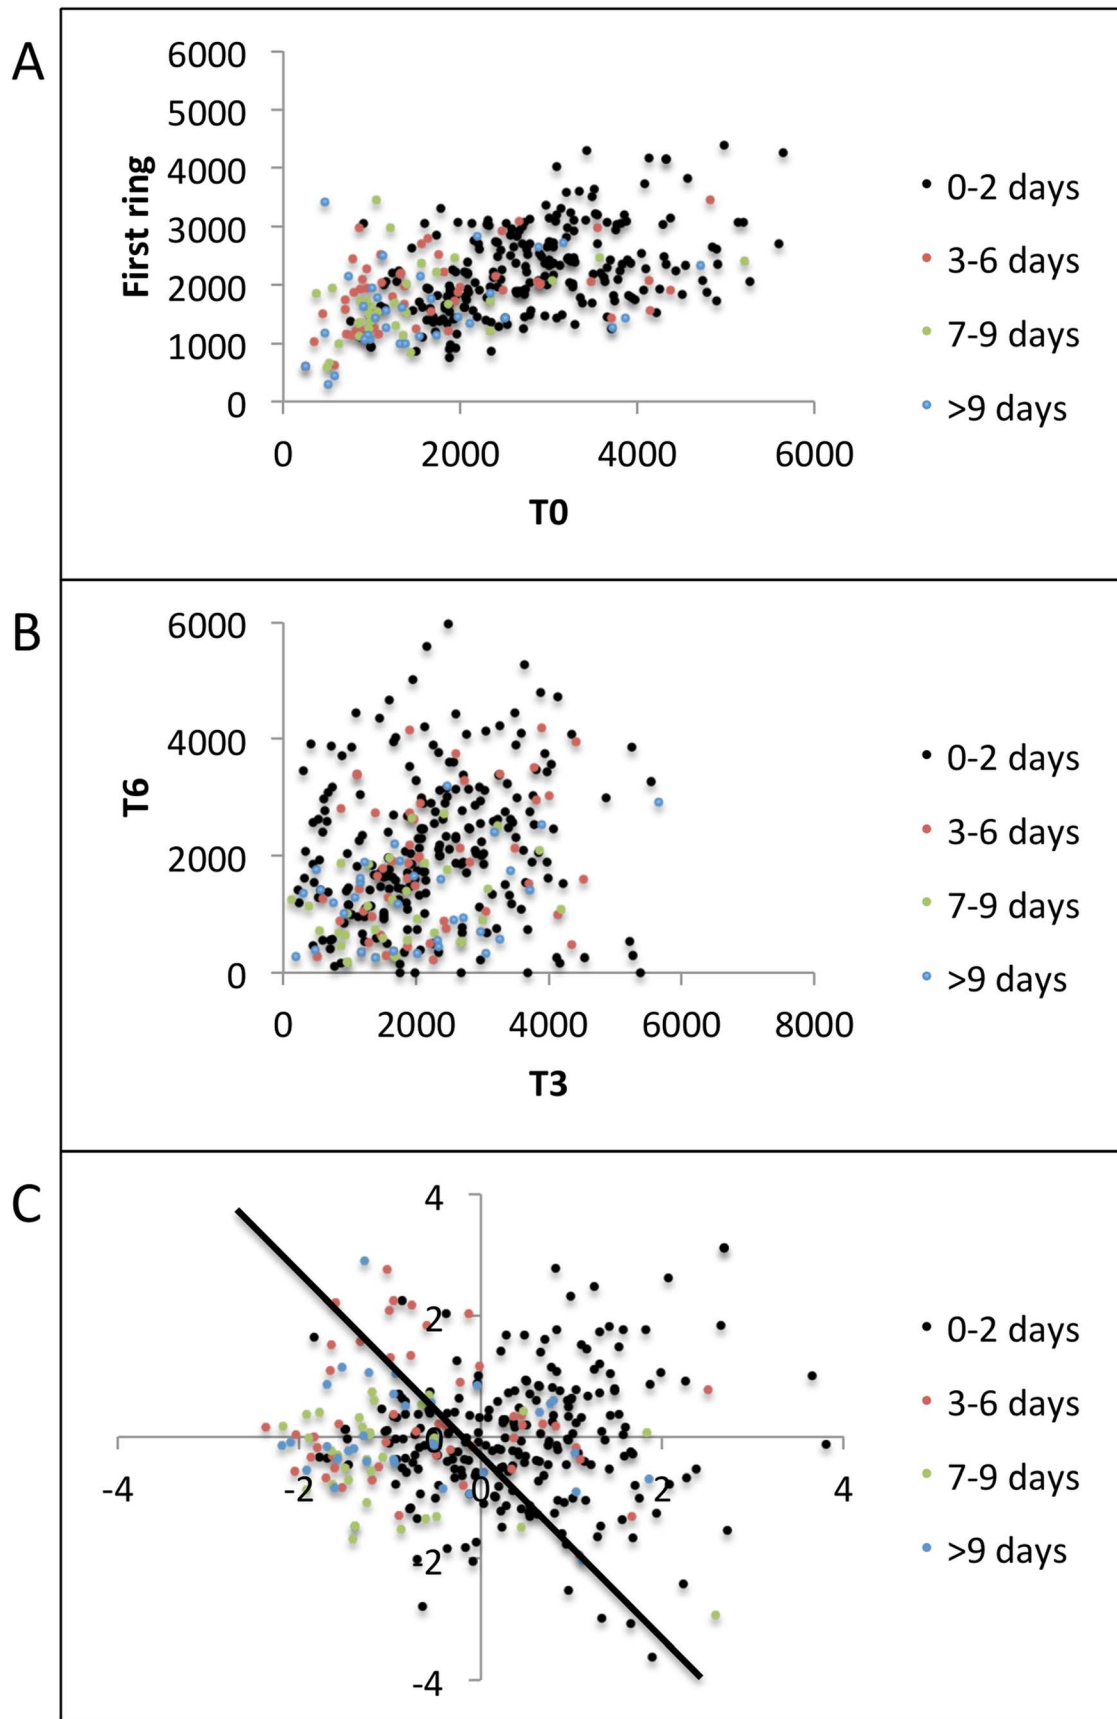 A
First ring
6000
5000
4000
3000
2000
1000
0
0 2000 4000 6000
T0
0-2 days
3-6 days
7-9 days
>9 days
B
T6
6000
4000
2000
0
0 2000 4000 6000 8000
T3
0-2 days
3-6 days
7-9 days
>9 days
C
4
2
0
-2
-4
-4 -2 0 2 4
0-2 days
3-6 days
7-9 days
>9 days